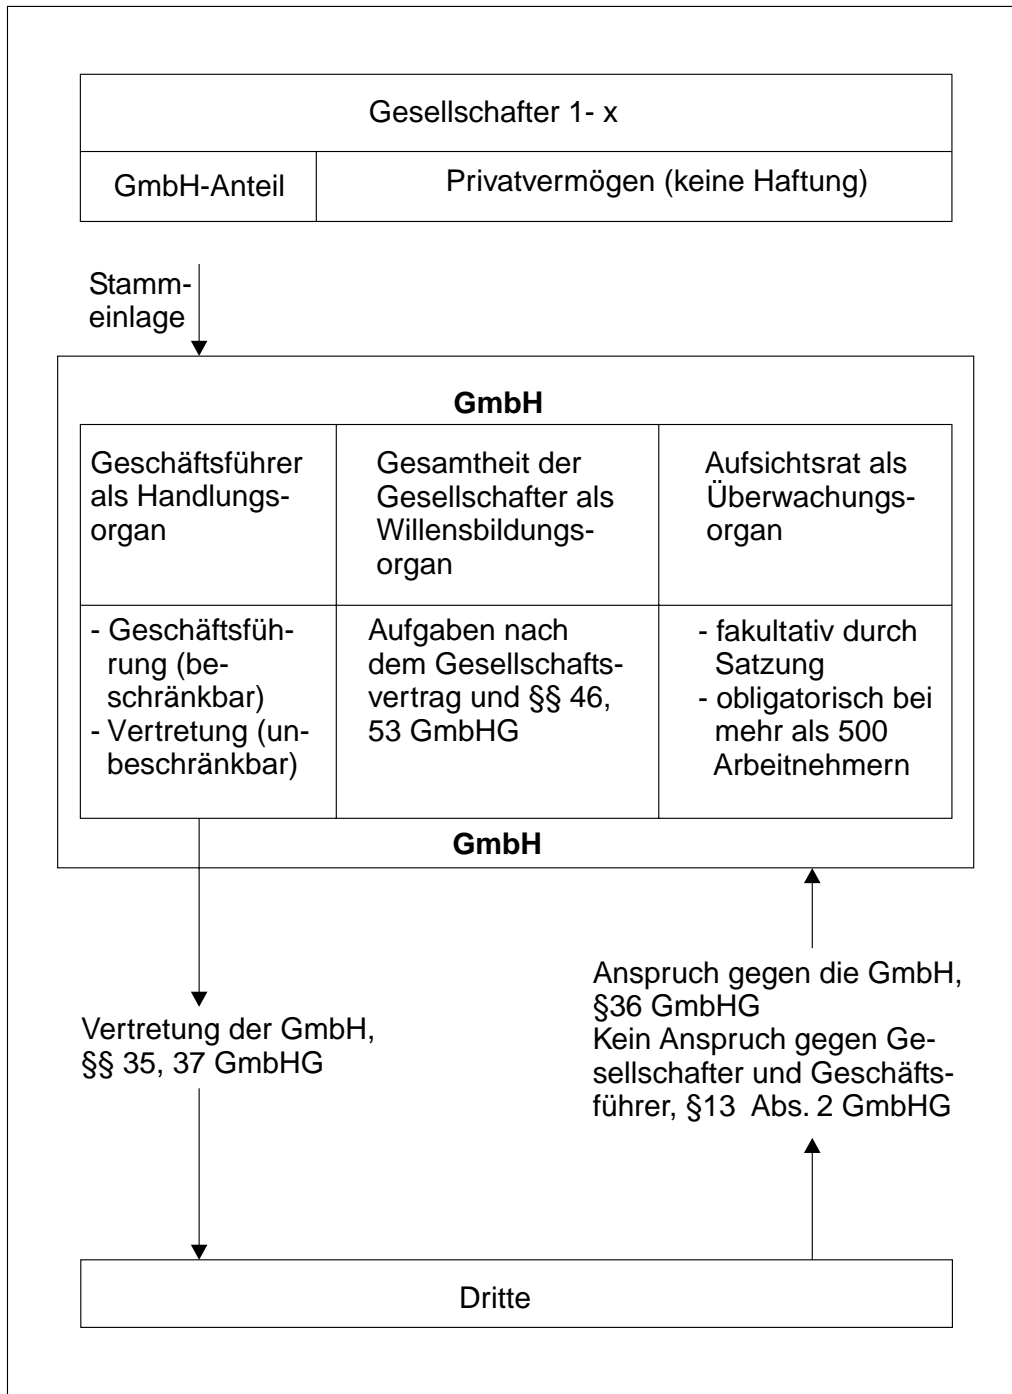 Gesellschafter 1- x
GmbH-Anteil
Privatvermögen (keine Haftung)
Stamm-
einlage
GmbH
Geschäftsführer
als Handlungs-
organ
Gesamtheit der
Gesellschafter als
Willensbildungs-
organ
Aufsichtsrat als
Überwachungs-
organ
- Geschäftsfüh-
rung (be-
schränkbar)
- Vertretung (un-
beschränkbar)
Aufgaben nach
dem Gesellschafts-
vertrag und §§ 46,
53 GmbHG
- fakultativ durch
Satzung
- obligatorisch bei
mehr als 500
Arbeitnehmern
GmbH
Vertretung der GmbH,
§§ 35, 37 GmbHG
Anspruch gegen die GmbH,
§36 GmbHG
Kein Anspruch gegen Ge-
sellschafter und Geschäfts-
führer, §13 Abs. 2 GmbHG
Dritte